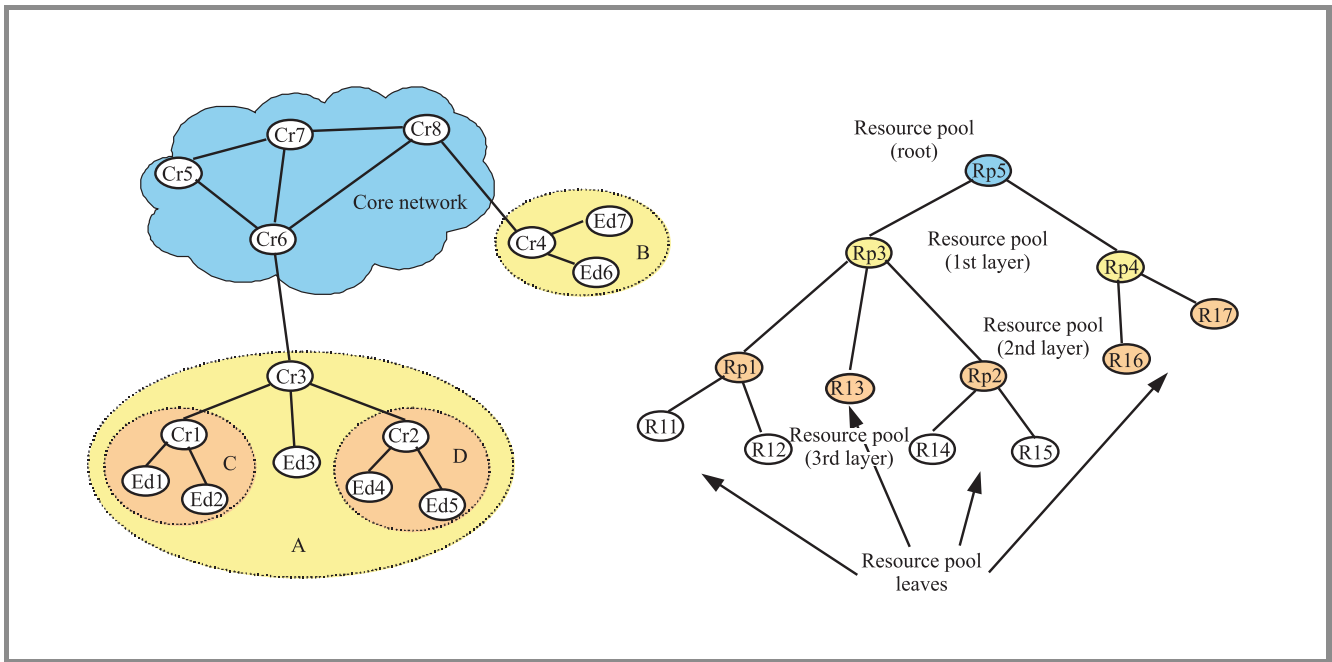 Cr7
Cr8
Cr5
Core network
Cr6
Cr4
Ed7
Ed6
B
Cr3
Cr1
Cr2
C
D
Ed1
Ed2
Ed3
Ed4
Ed5
A
Resource pool
(root)
Rp5
Rp3
Resource pool
(1st layer)
Rp4
R17
Resource pool
(2nd layer)
R16
Rp1
R13
Rp2
R11
R12
Resource pool
(3rd layer)
R14
R15
Resource pool
leaves